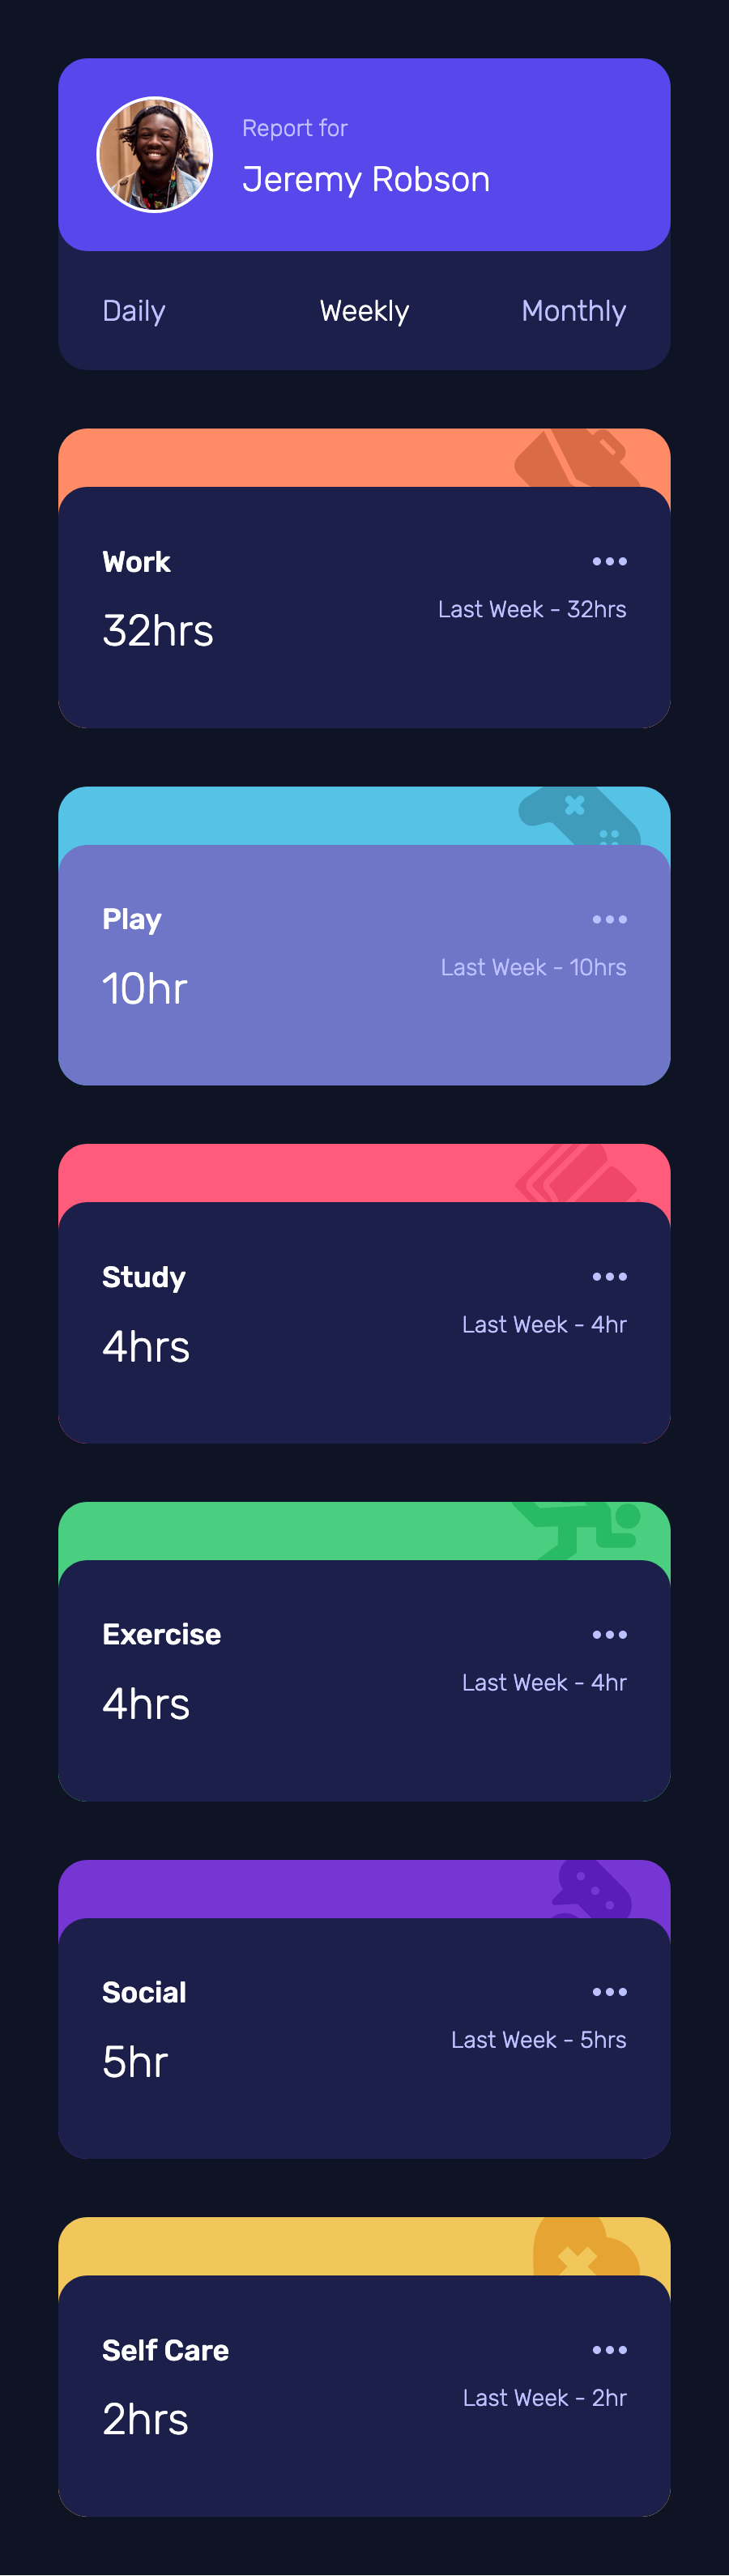 Report for
Jeremy Robson
Daily Weekly Monthly
Work
Last Week - 32hrs
32hrs
Play
Last Week - 10hrs
10hr
Study
Last Week - 4hr
4hrs
Exercise
Last Week - 4hr
4hrs
Social
Last Week - 5hrs
5hr
Self Care
Last Week - 2hr
2hrs